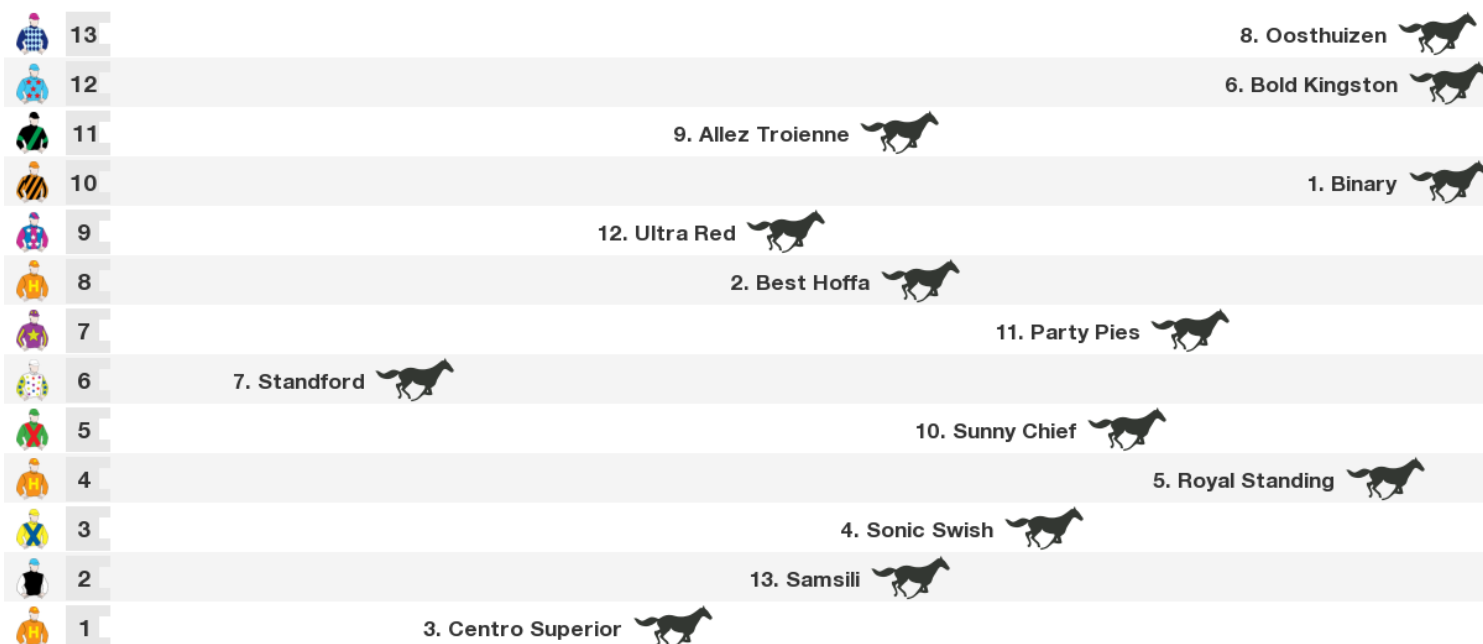 13 8. Oosthuizen
12 6. Bold Kingston
11 9. Allez Troienne
10 1. Binary
9 12. Ultra Red
8 H 2. Best Hoffa
7 11. Party Pies
6 7. Standford
5 10. Sunny Chief
4 H 5. Royal Standing
3 4. Sonic Swish
2 13. Samsili
1 H 3. Centro Superior